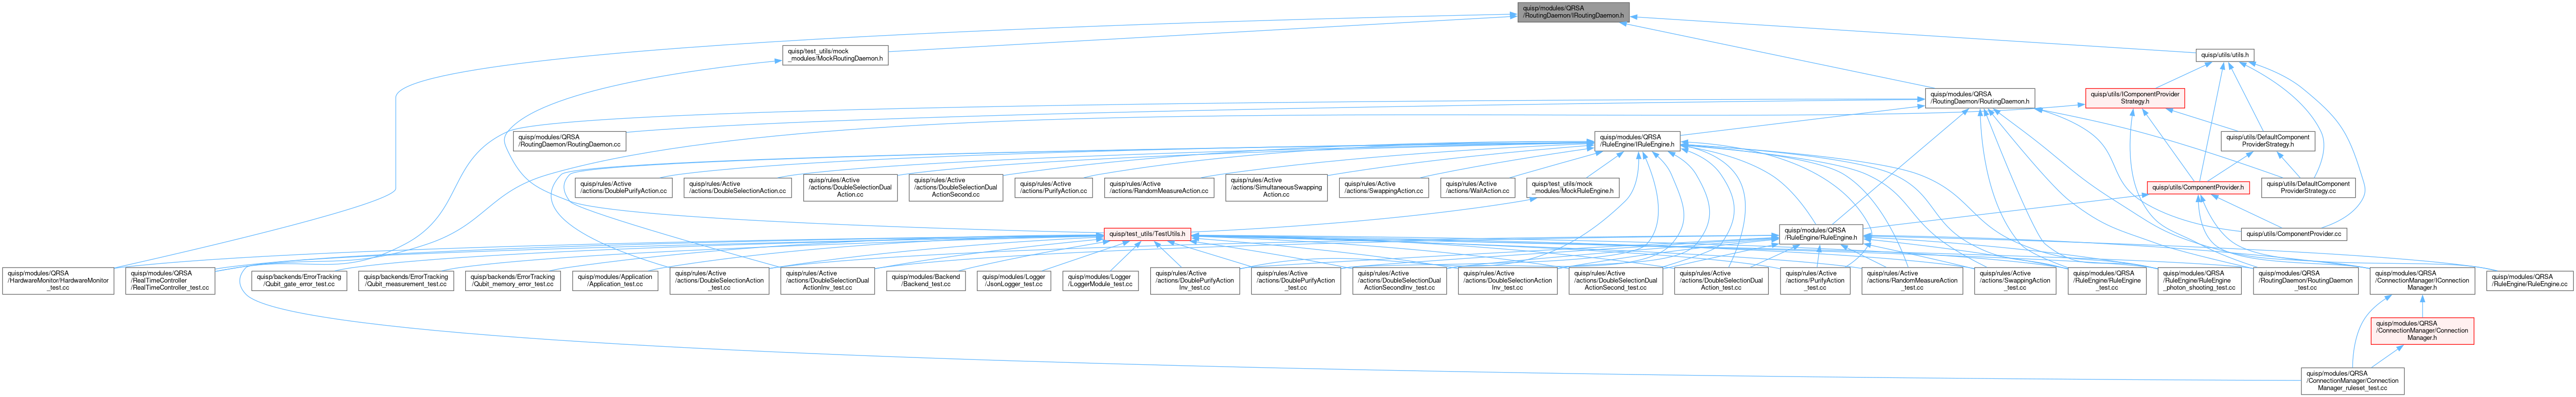 quisp/modules/QRSA
/RoutingDaemon/IRoutingDaemon.h
quisp/test_utils/mock
_modules/MockRoutingDaemon.h
quisp/utils/utils.h
quisp/modules/QRSA
/RoutingDaemon/RoutingDaemon.h
quisp/utils/IComponentProvider
Strategy.h
quisp/modules/QRSA
/RoutingDaemon/RoutingDaemon.cc
quisp/modules/QRSA
/RuleEngine/IRuleEngine.h
quisp/utils/DefaultComponent
ProviderStrategy.h
quisp/rules/Active
/actions/DoublePurifyAction.cc
quisp/rules/Active
/actions/DoubleSelectionAction.cc
quisp/rules/Active
/actions/DoubleSelectionDual
Action.cc
quisp/rules/Active
/actions/DoubleSelectionDual
ActionSecond.cc
quisp/rules/Active
/actions/PurifyAction.cc
quisp/rules/Active
/actions/RandomMeasureAction.cc
quisp/rules/Active
/actions/SimultaneousSwapping
Action.cc
quisp/rules/Active
/actions/SwappingAction.cc
quisp/rules/Active
/actions/WaitAction.cc
quisp/test_utils/mock
_modules/MockRuleEngine.h
quisp/utils/ComponentProvider.h
quisp/utils/DefaultComponent
ProviderStrategy.cc
quisp/test_utils/TestUtils.h
quisp/modules/QRSA
/RuleEngine/RuleEngine.h
quisp/utils/ComponentProvider.cc
quisp/modules/QRSA
/HardwareMonitor/HardwareMonitor
_test.cc
quisp/modules/QRSA
/RealTimeController
/RealTimeController_test.cc
quisp/backends/ErrorTracking
/Qubit_gate_error_test.cc
quisp/backends/ErrorTracking
/Qubit_measurement_test.cc
quisp/backends/ErrorTracking
/Qubit_memory_error_test.cc
quisp/modules/Application
/Application_test.cc
quisp/rules/Active
/actions/DoubleSelectionAction
_test.cc
quisp/rules/Active
/actions/DoubleSelectionDual
ActionInv_test.cc
quisp/modules/Backend
/Backend_test.cc
quisp/modules/Logger
/JsonLogger_test.cc
quisp/modules/Logger
/LoggerModule_test.cc
quisp/rules/Active
/actions/DoublePurifyAction
Inv_test.cc
quisp/rules/Active
/actions/DoublePurifyAction
_test.cc
quisp/rules/Active
/actions/DoubleSelectionDual
ActionSecondInv_test.cc
quisp/rules/Active
/actions/DoubleSelectionAction
Inv_test.cc
quisp/rules/Active
/actions/DoubleSelectionDual
ActionSecond_test.cc
quisp/rules/Active
/actions/DoubleSelectionDual
Action_test.cc
quisp/rules/Active
/actions/PurifyAction
_test.cc
quisp/rules/Active
/actions/RandomMeasureAction
_test.cc
quisp/rules/Active
/actions/SwappingAction
_test.cc
quisp/modules/QRSA
/RuleEngine/RuleEngine
_test.cc
quisp/modules/QRSA
/RuleEngine/RuleEngine
_photon_shooting_test.cc
quisp/modules/QRSA
/RoutingDaemon/RoutingDaemon
_test.cc
quisp/modules/QRSA
/ConnectionManager/IConnection
Manager.h
quisp/modules/QRSA
/RuleEngine/RuleEngine.cc
quisp/modules/QRSA
/ConnectionManager/Connection
Manager.h
quisp/modules/QRSA
/ConnectionManager/Connection
Manager_ruleset_test.cc